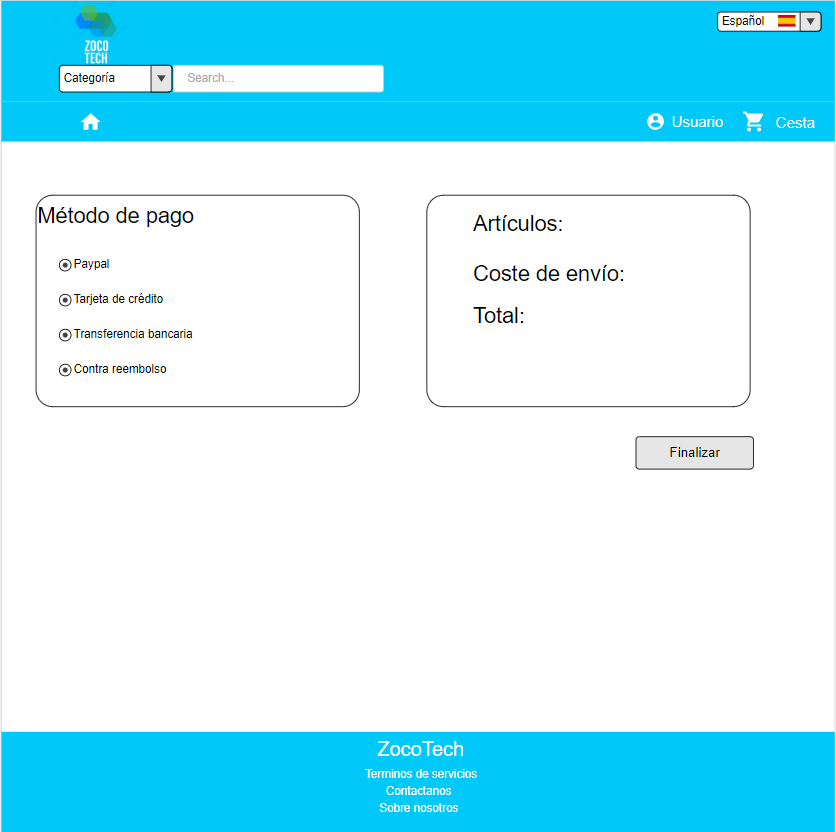 ZOCO
TECH
Español
Categoría
Search...
Usuario
Cesta
Método de pago
Paypal
Tarjeta de crédito
Transferencia bancaria
Contra reembolso
Artículos:
Coste de envío:
Total:
Finalizar
ZocoTech
Terminos de servicios
Contactanos
Sobre nosotros